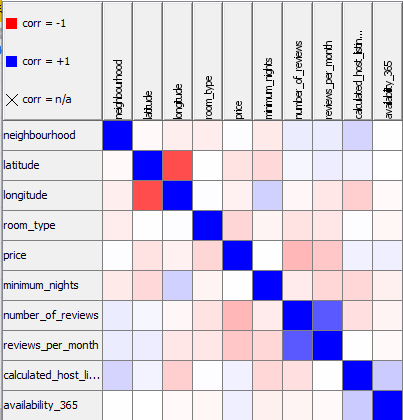 corr = -1
corr = +1
corr = n/a
neighbourhood
latitude
longitude
room_type
price
minimum_nights
number_of_reviews
reviews_per_month
calculated_host_listin...
availability_365
neighbourhood
latitude
longitude
room_type
price
minimum_nights
number_of_reviews
reviews_per_month
calculated_host_li...
availability_365